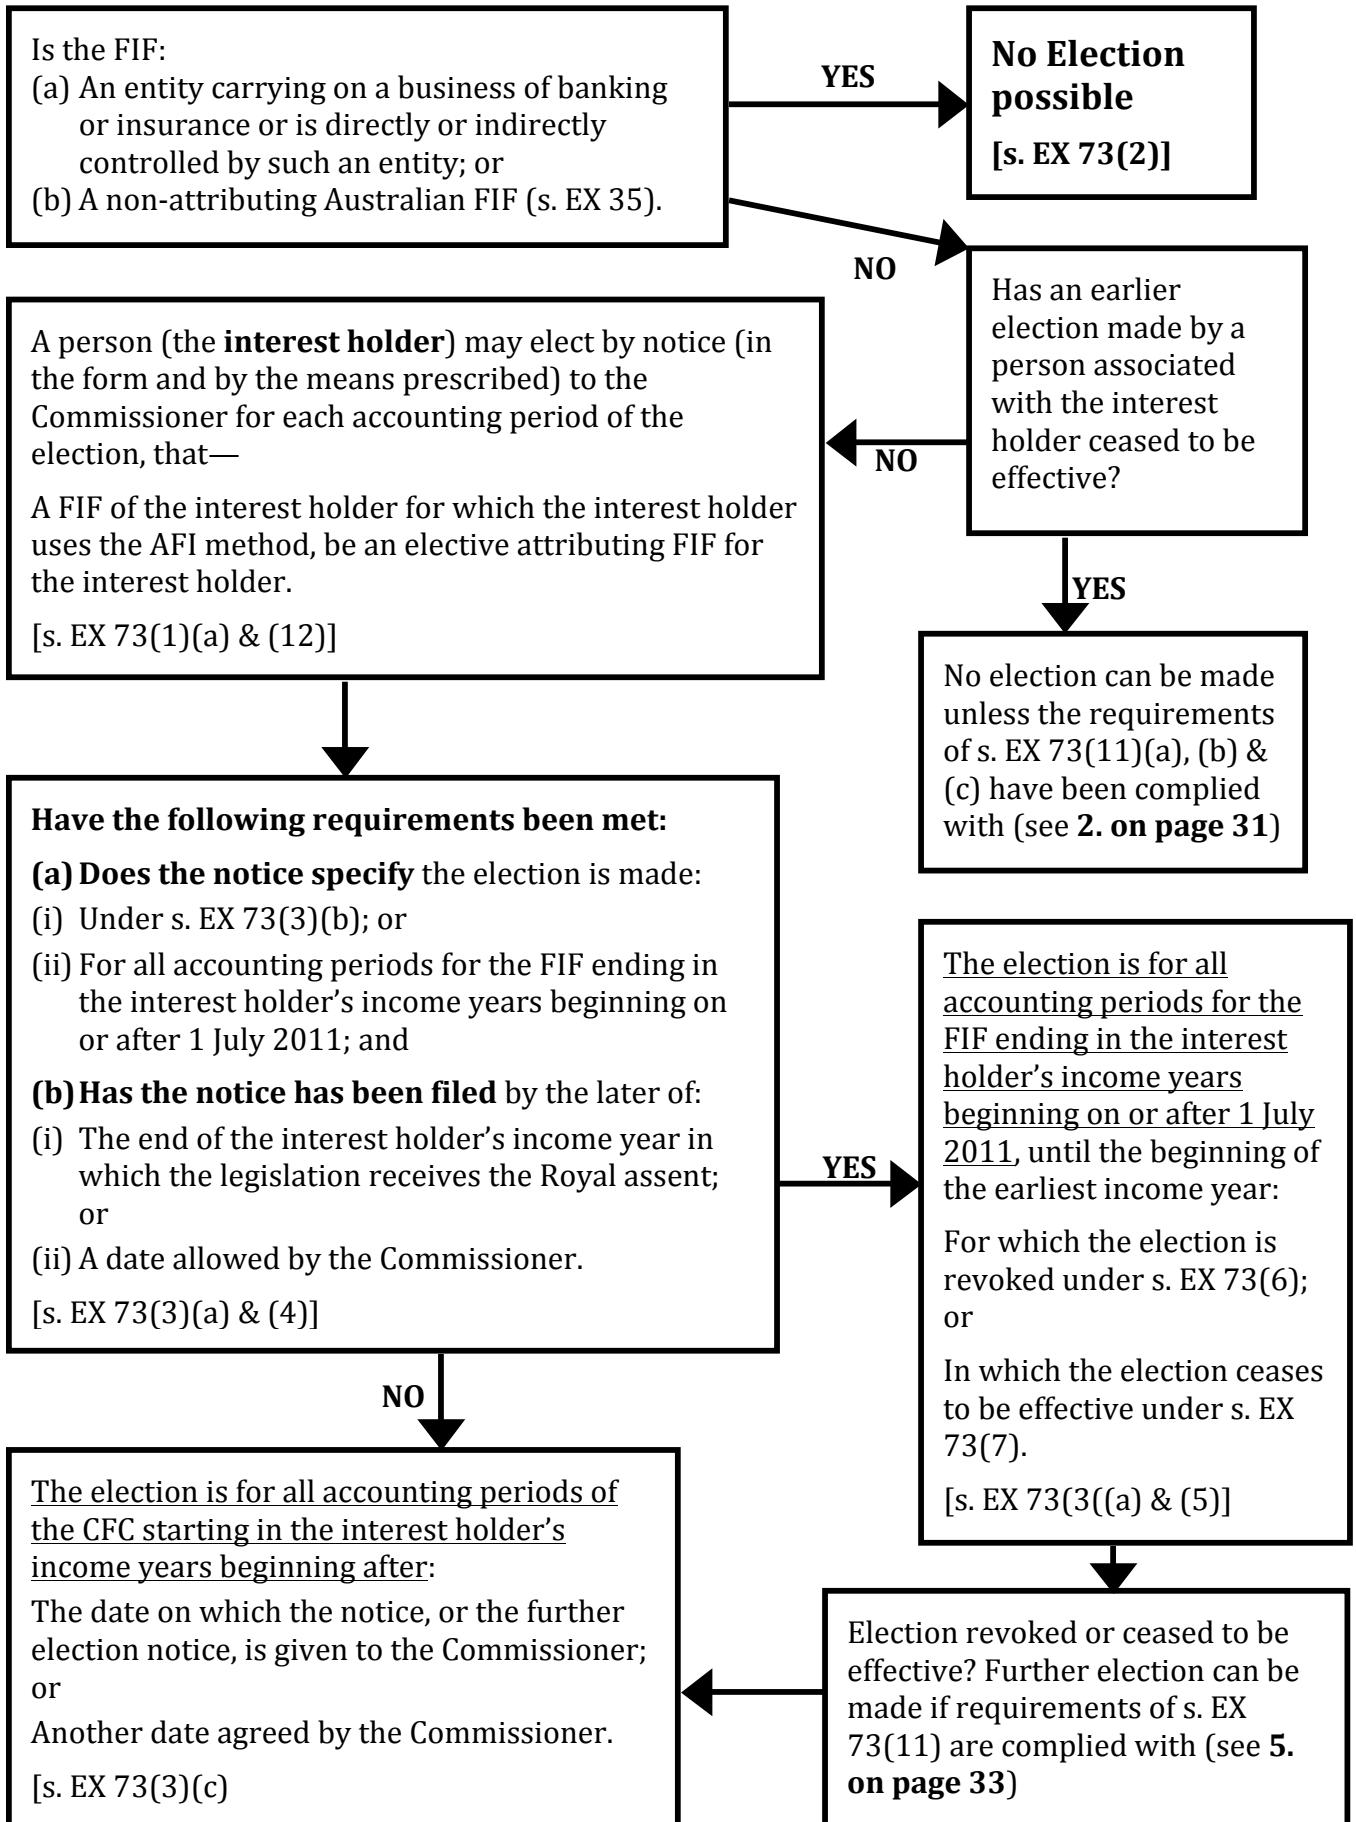 Is the FIF:
(a) An entity carrying on a business of banking
or insurance or is directly or indirectly
controlled by such an entity; or
(b) A non-attributing Australian FIF (s. EX 35).
YES
No Election
possible
[s. EX 73(2)]
NO
Has an earlier
election made by a
person associated
with the interest
holder ceased to be
effective?
NO
A person (the interest holder) may elect by notice (in
the form and by the means prescribed) to the
Commissioner for each accounting period of the
election, that—
A FIF of the interest holder for which the interest holder
uses the AFI method, be an elective attributing FIF for
the interest holder.
[s. EX 73(1)(a) & (12)]
YES
No election can be made
unless the requirements
of s. EX 73(11)(a), (b) &
(c) have been complied
with (see 2. on page 31)
Have the following requirements been met:
(a) Does the notice specify the election is made:
(i) Under s. EX 73(3)(b); or
(ii) For all accounting periods for the FIF ending in
the interest holder’s income years beginning on
or after 1 July 2011; and
(b) Has the notice has been filed by the later of:
(i) The end of the interest holder’s income year in
which the legislation receives the Royal assent;
or
(ii) A date allowed by the Commissioner.
[s. EX 73(3)(a) & (4)]
YES
The election is for all
accounting periods for the
FIF ending in the interest
holder’s income years
beginning on or after 1 July
2011, until the beginning of
the earliest income year:
For which the election is
revoked under s. EX 73(6);
or
In which the election ceases
to be effective under s. EX
73(7).
[s. EX 73(3((a) & (5)]
NO
The election is for all accounting periods of
the CFC starting in the interest holder’s
income years beginning after:
The date on which the notice, or the further
election notice, is given to the Commissioner;
or
Another date agreed by the Commissioner.
[s. EX 73(3)(c)
Election revoked or ceased to be
effective? Further election can be
made if requirements of s. EX
73(11) are complied with (see 5.
on page 33)